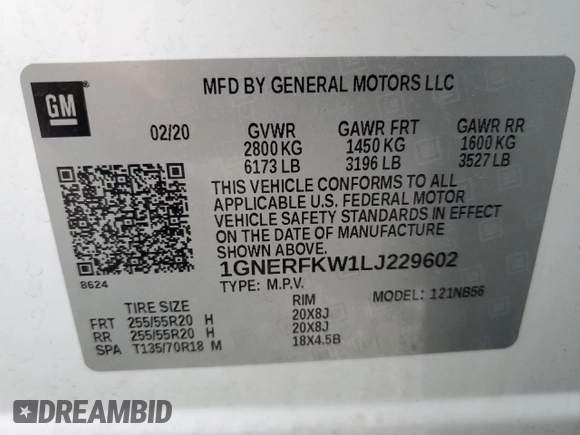 GM
MFD BY GENERAL MOTORS LLC
02/20 GVWR GAWR FRT GAWR RR
2800 KG 1450 KG 1600 KG
6173 LB 3196 LB 3527 LB
THIS VEHICLE CONFORMS TO ALL
APPLICABLE U.S. FEDERAL MOTOR
VEHICLE SAFETY STANDARDS IN EFFECT
ON THE DATE OF MANUFACTURE
SHOWN ABOVE.
8624
1GNERFKW1LJ229602
TYPE: M.P.V. MODEL: 121NB56
TIRE SIZE RIM
FRT 255/55R20 H 20X8J
RR 255/55R20 H 20X8J
SPA T135/70R18 M 18X4.5B
DREAMBID